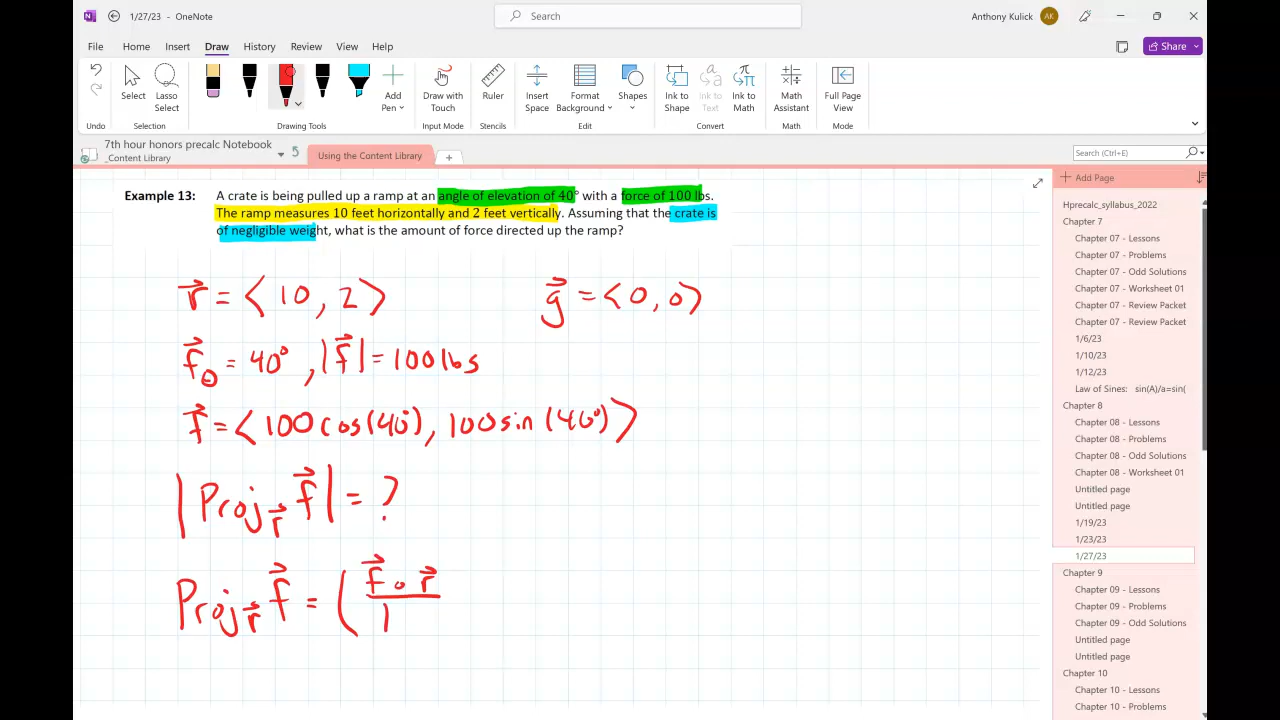 1/27/23 - OneNote
Search
Anthony Kulick
AK
File Home Insert Draw History Review View Help
Share
Undo
Select
Lasso Select
Selection
Add Pen
Drawing Tools
Draw with Touch
Input Mode
Ruler
Stencils
Insert Space
Format Background
Shapes
Edit
Ink to Shape
Ink to Text
Ink to Math
Convert
Math Assistant
Math
Full Page View
Mode
7th hour honors precalc Notebook
_Content Library
Using the Content Library
+
Search (Ctrl+E)
Example 13: A crate is being pulled up a ramp at an angle of elevation of 40° with a force of 100 lbs.
The ramp measures 10 feet horizontally and 2 feet vertically. Assuming that the crate is
of negligible weight, what is the amount of force directed up the ramp?
r⃗ = ⟨10, 2⟩
g⃗ = ⟨0, 0⟩
f⃗θ = 40°, |f⃗| = 100 lbs
f⃗ = ⟨100 cos(40°), 100 sin(40°)⟩
|Proj r⃗ f⃗| = ?
Proj r⃗ f⃗ = ( f⃗ ∘ r⃗
|
Add Page
Hprecalc_syllabus_2022
Chapter 7
Chapter 07 - Lessons
Chapter 07 - Problems
Chapter 07 - Odd Solutions
Chapter 07 - Worksheet 01
Chapter 07 - Review Packet
Chapter 07 - Review Packet
1/6/23
1/10/23
1/12/23
Law of Sines: sin(A)/a=sin(
Chapter 8
Chapter 08 - Lessons
Chapter 08 - Problems
Chapter 08 - Odd Solutions
Chapter 08 - Worksheet 01
Untitled page
Untitled page
1/19/23
1/23/23
1/27/23
Chapter 9
Chapter 09 - Lessons
Chapter 09 - Problems
Chapter 09 - Odd Solutions
Untitled page
Untitled page
Chapter 10
Chapter 10 - Lessons
Chapter 10 - Problems